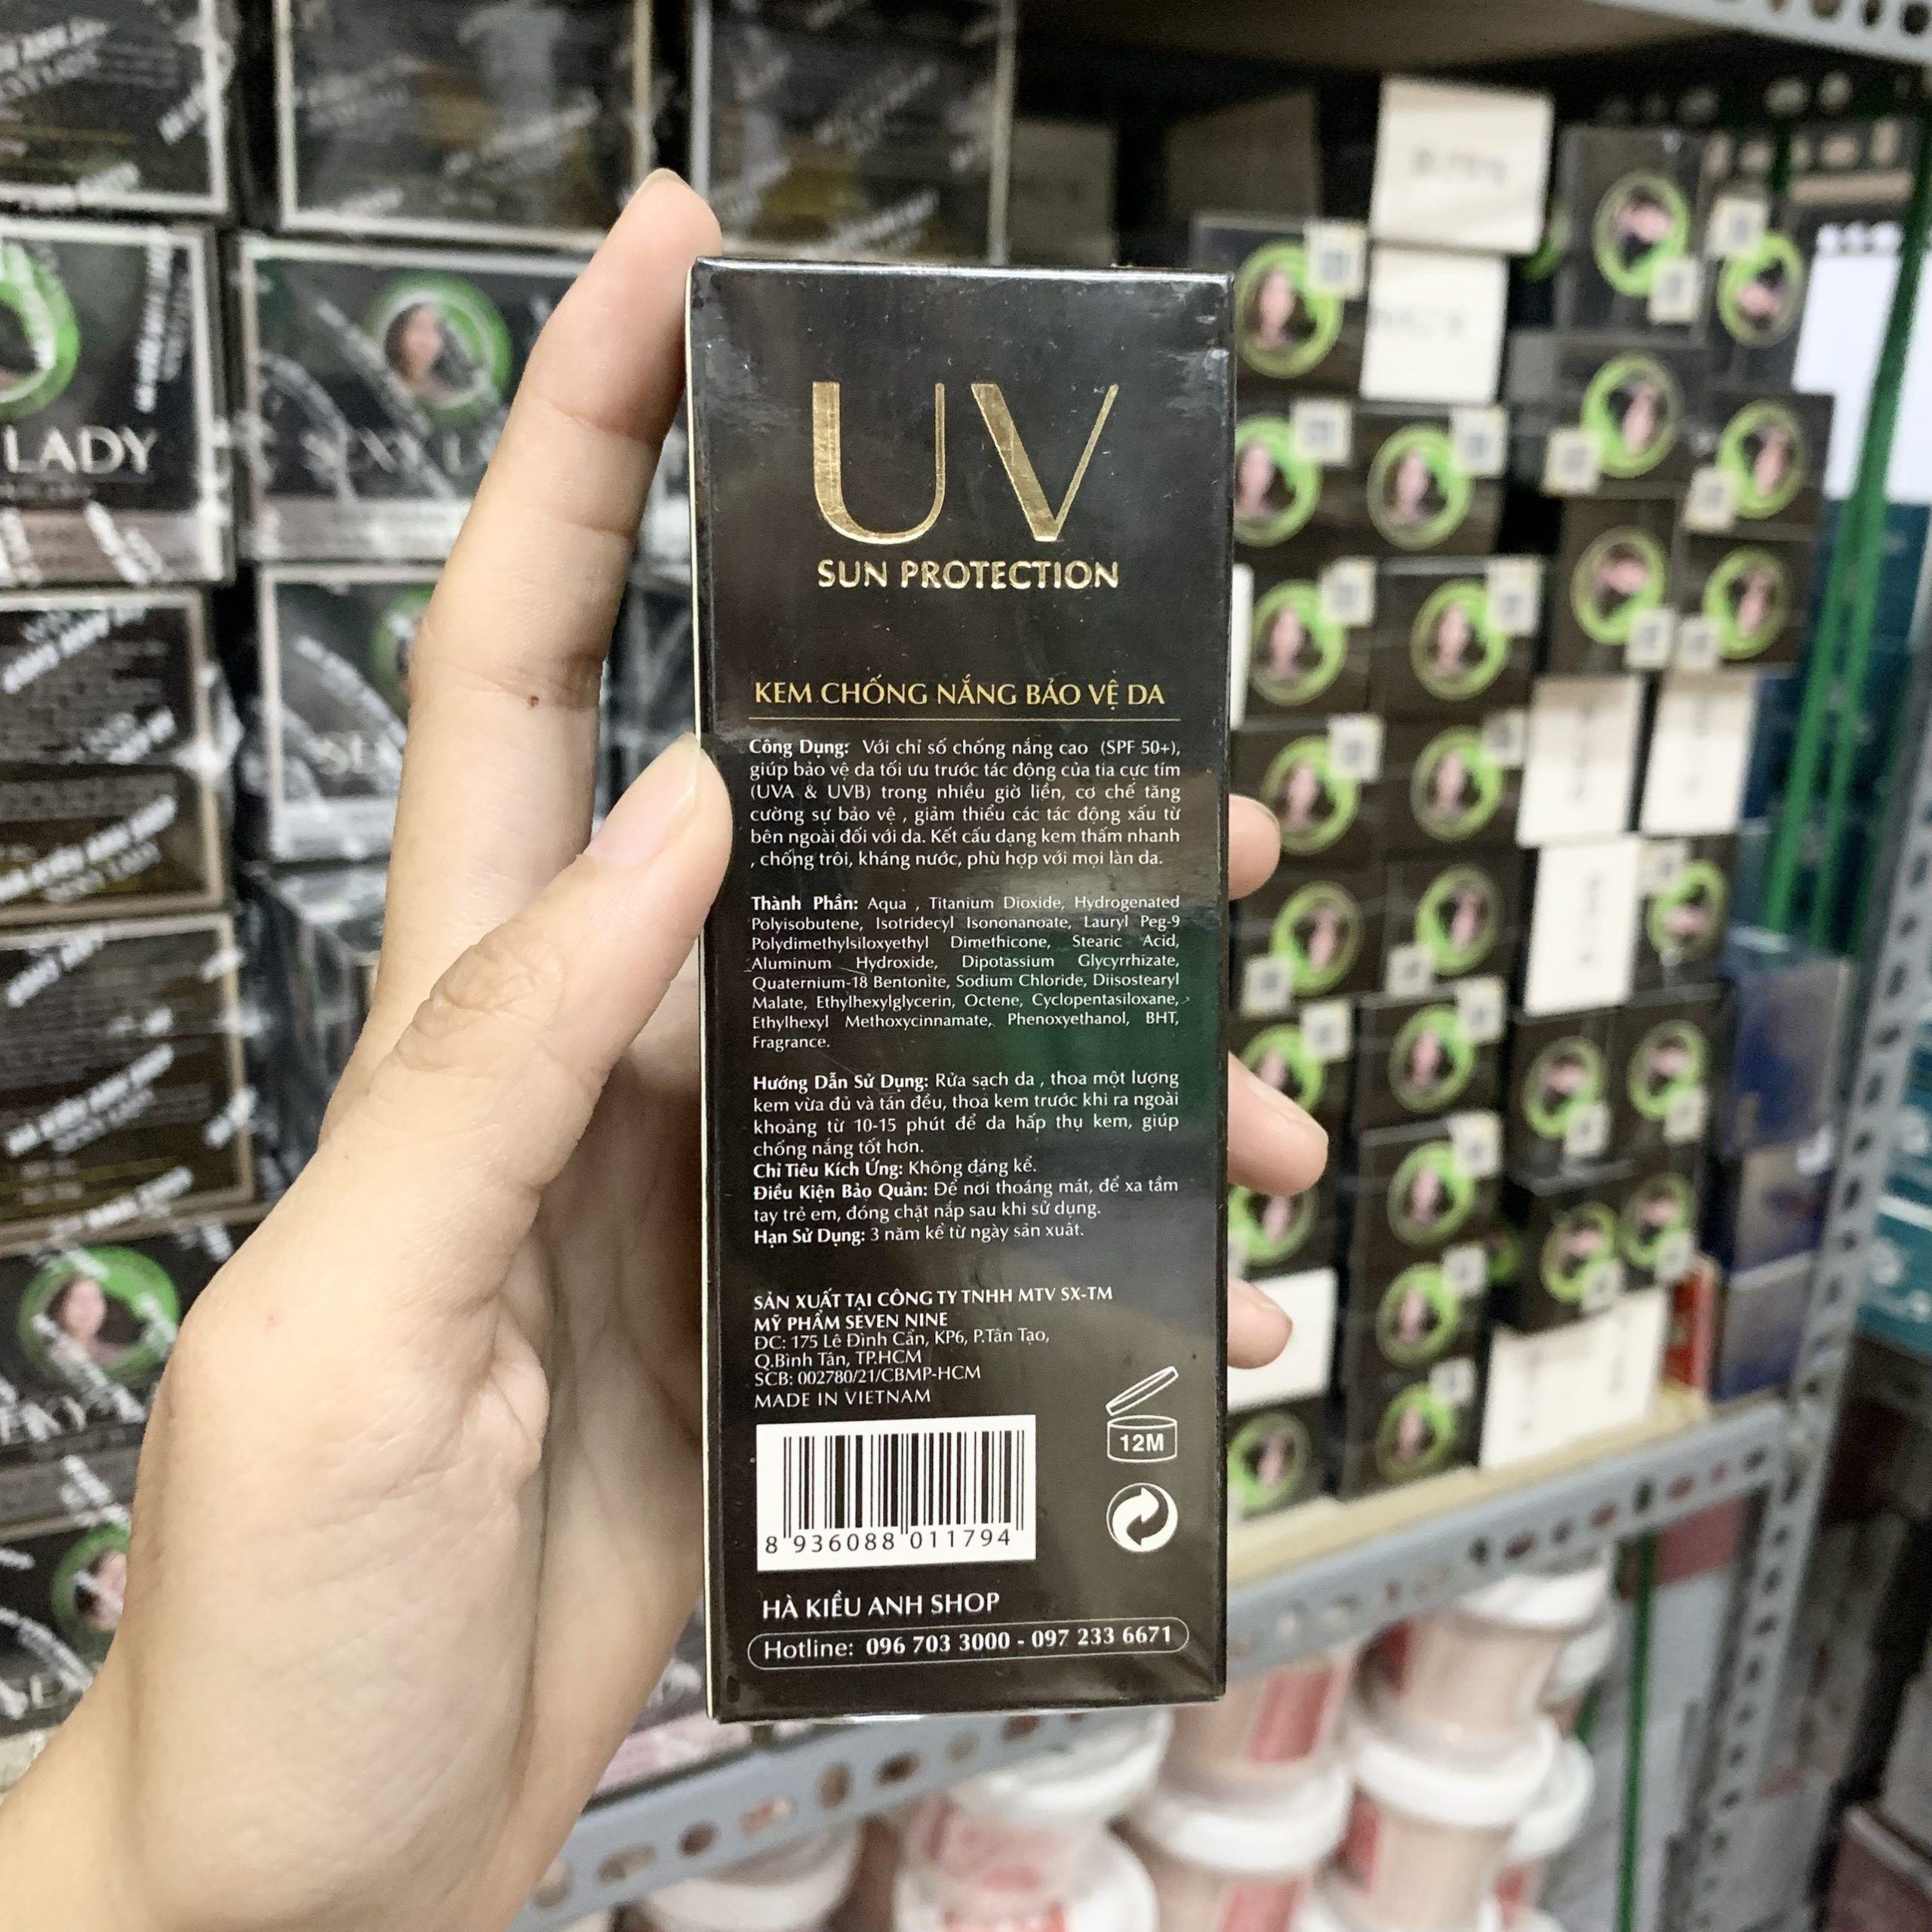 LADY
UV
SUN PROTECTION
KEM CHỐNG NẮNG BẢO VỆ DA
Công Dụng: Với chỉ số chống nắng cao (SPF 50+),
giúp bảo vệ da tối ưu trước tác động của tia cực tím
(UVA & UVB) trong nhiều giờ liền, cơ chế tăng
cường sự bảo vệ , giảm thiểu các tác động xấu từ
bên ngoài đối với da. Kết cấu dạng kem thấm nhanh
, chống trôi, kháng nước, phù hợp với mọi làn da.
Thành Phần: Aqua , Titanium Dioxide, Hydrogenated
Polyisobutene, Isotridecyl Isononanoate, Lauryl Peg-9
Polydimethylsiloxyethyl Dimethicone, Stearic Acid,
Aluminum Hydroxide, Dipotassium Glycyrrhizate,
Quaternium-18 Bentonite, Sodium Chloride, Diisostearyl
Malate, Ethylhexylglycerin, Octene, Cyclopentasiloxane,
Ethylhexyl Methoxycinnamate, Phenoxyethanol, BHT,
Fragrance.
Hướng Dẫn Sử Dụng: Rửa sạch da , thoa một lượng
kem vừa đủ và tán đều, thoa kem trước khi ra ngoài
khoảng từ 10-15 phút để da hấp thụ kem, giúp
chống nắng tốt hơn.
Chỉ Tiêu Kích Ứng: Không đáng kể.
Điều Kiện Bảo Quản: Để nơi thoáng mát, để xa tầm
tay trẻ em, đóng chặt nắp sau khi sử dụng.
Hạn Sử Dụng: 3 năm kể từ ngày sản xuất.
SẢN XUẤT TẠI CÔNG TY TNHH MTV SX-TM
MỸ PHẨM SEVEN NINE
ĐC: 175 Lê Đình Cẩn, KP6, P.Tân Tạo,
Q.Bình Tân, TP.HCM
SCB: 002780/21/CBMP-HCM
MADE IN VIETNAM
12M
8 936088 011794
HÀ KIỀU ANH SHOP
Hotline: 096 703 3000 - 097 233 6671